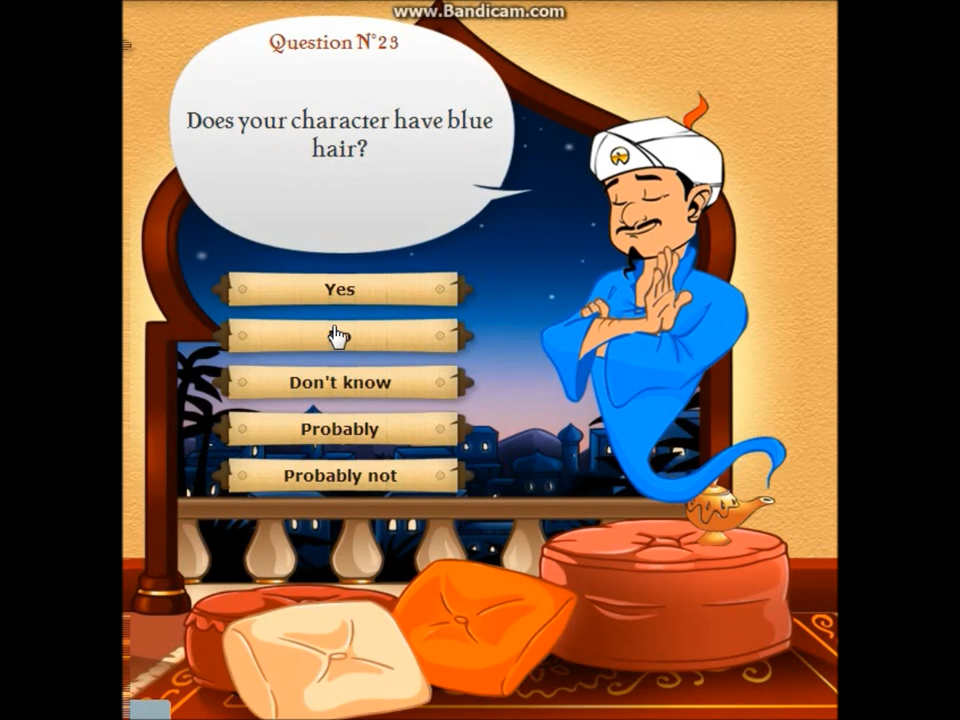 www.Bandicam.com
Question N°23
Does your character have blue
hair?
Yes
Don't know
Probably
Probably not